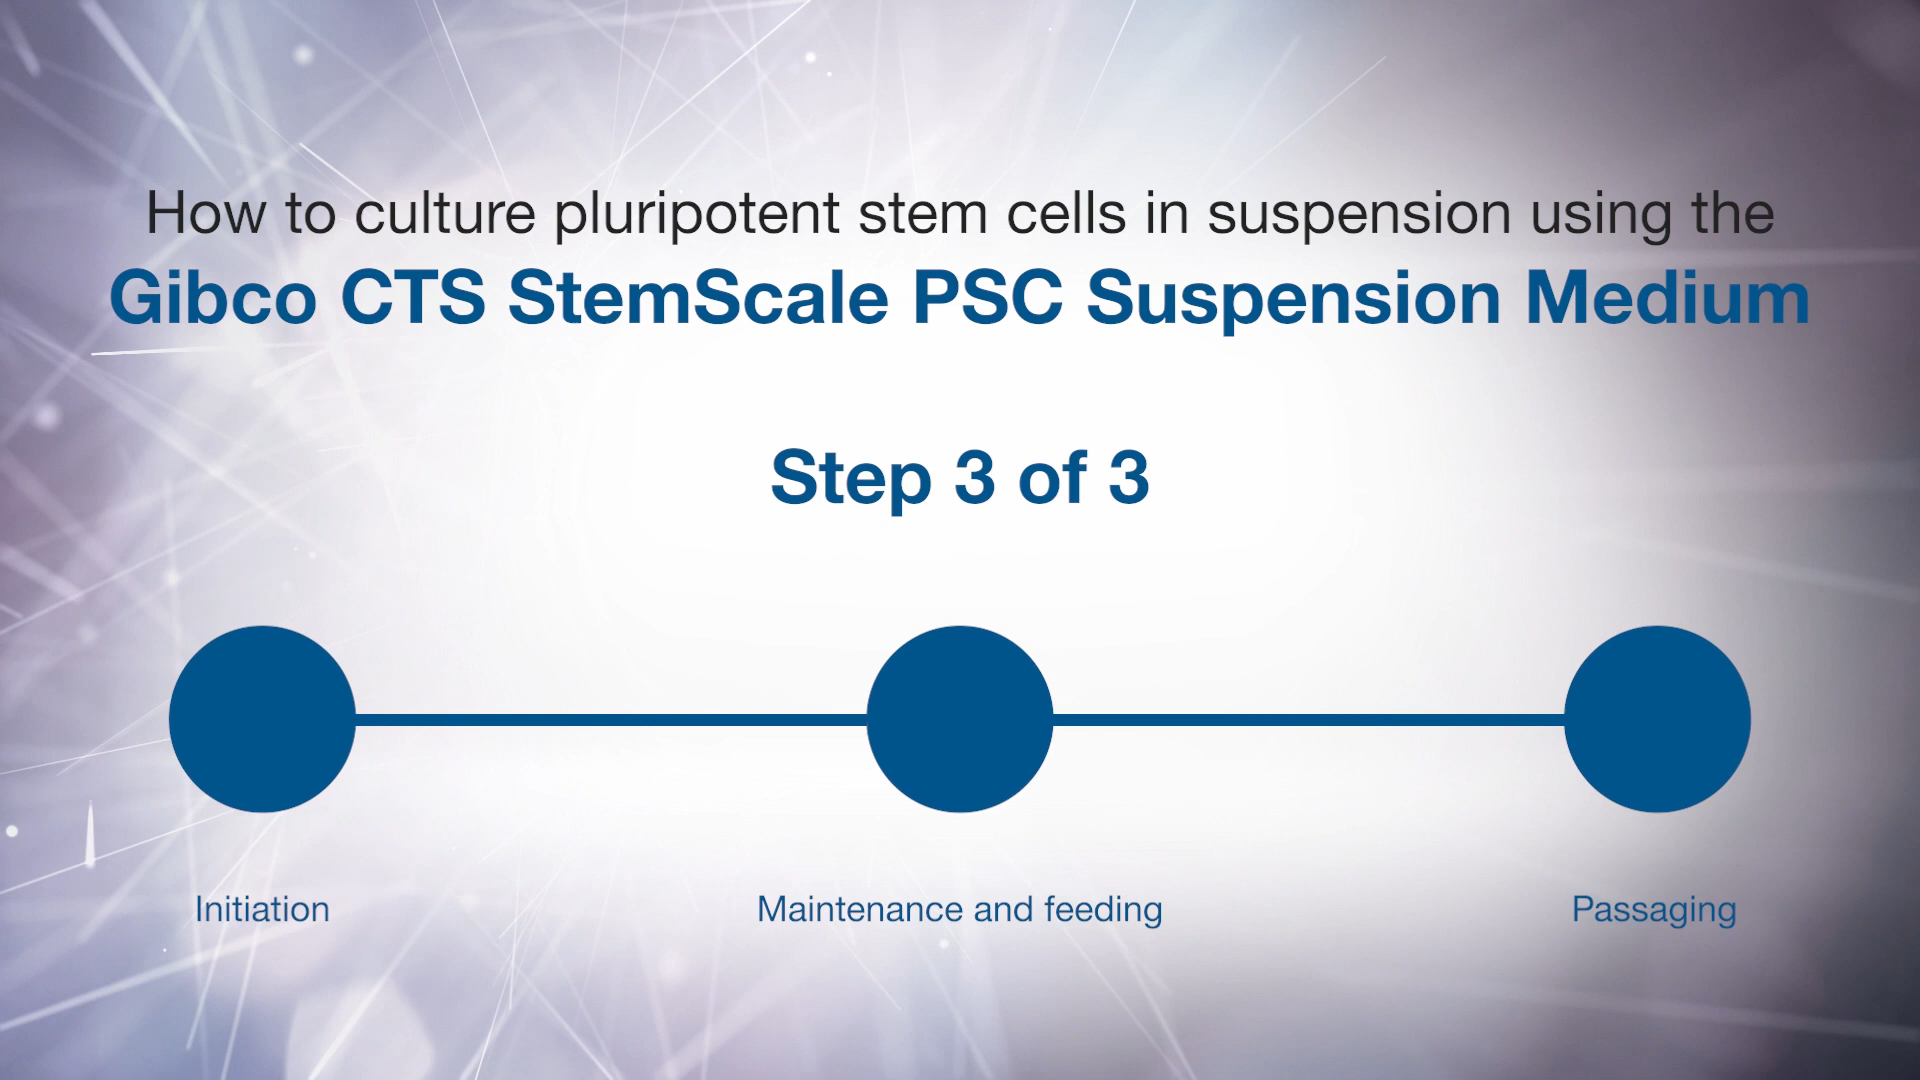 How to culture pluripotent stem cells in suspension using the
Gibco CTS StemScale PSC Suspension Medium
Step 3 of 3
Initiation
Maintenance and feeding
Passaging